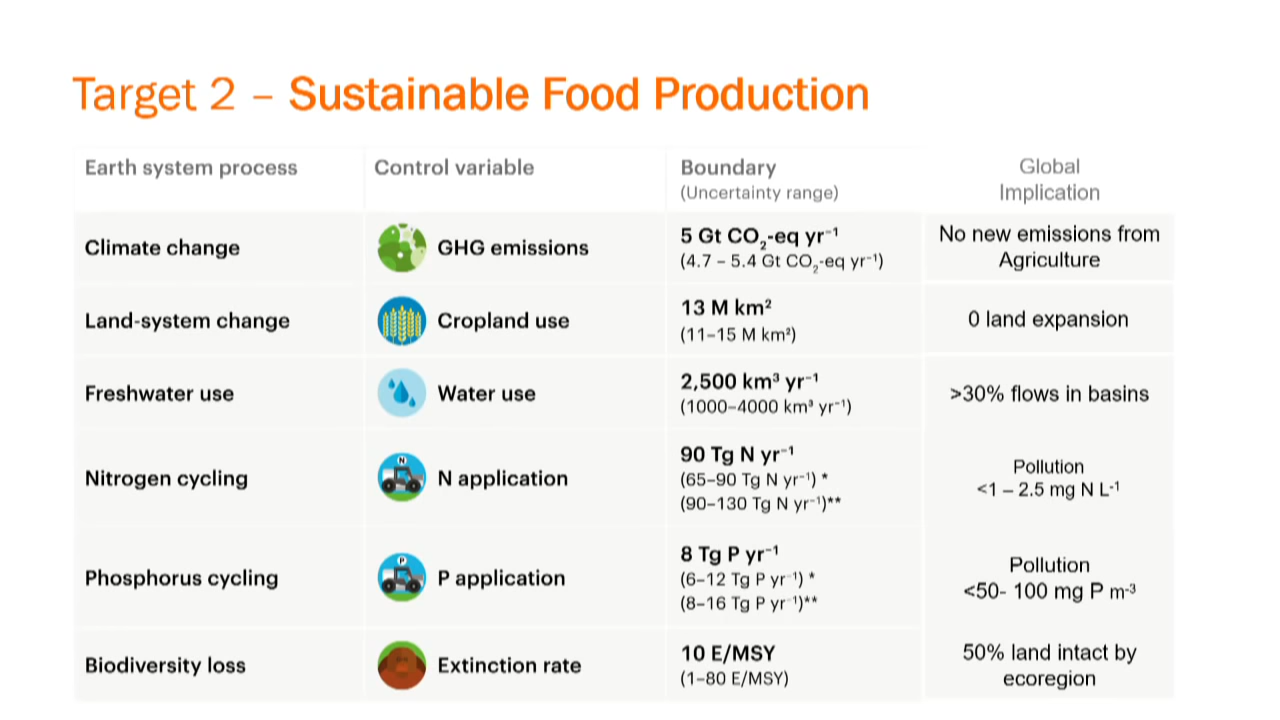 Target 2 – Sustainable Food Production
Earth system process
Control variable
Boundary
(Uncertainty range)
Global
Implication
Climate change
GHG emissions
5 Gt CO₂-eq yr⁻¹
(4.7 – 5.4 Gt CO₂-eq yr⁻¹)
No new emissions from
Agriculture
Land-system change
Cropland use
13 M km²
(11–15 M km²)
0 land expansion
Freshwater use
Water use
2,500 km³ yr⁻¹
(1000–4000 km³ yr⁻¹)
>30% flows in basins
Nitrogen cycling
N
N application
90 Tg N yr⁻¹
(65–90 Tg N yr⁻¹) *
(90–130 Tg N yr⁻¹)**
Pollution
<1 – 2.5 mg N L⁻¹
Phosphorus cycling
P
P application
8 Tg P yr⁻¹
(6–12 Tg P yr⁻¹) *
(8–16 Tg P yr⁻¹)**
Pollution
<50- 100 mg P m⁻³
Biodiversity loss
Extinction rate
10 E/MSY
(1–80 E/MSY)
50% land intact by
ecoregion